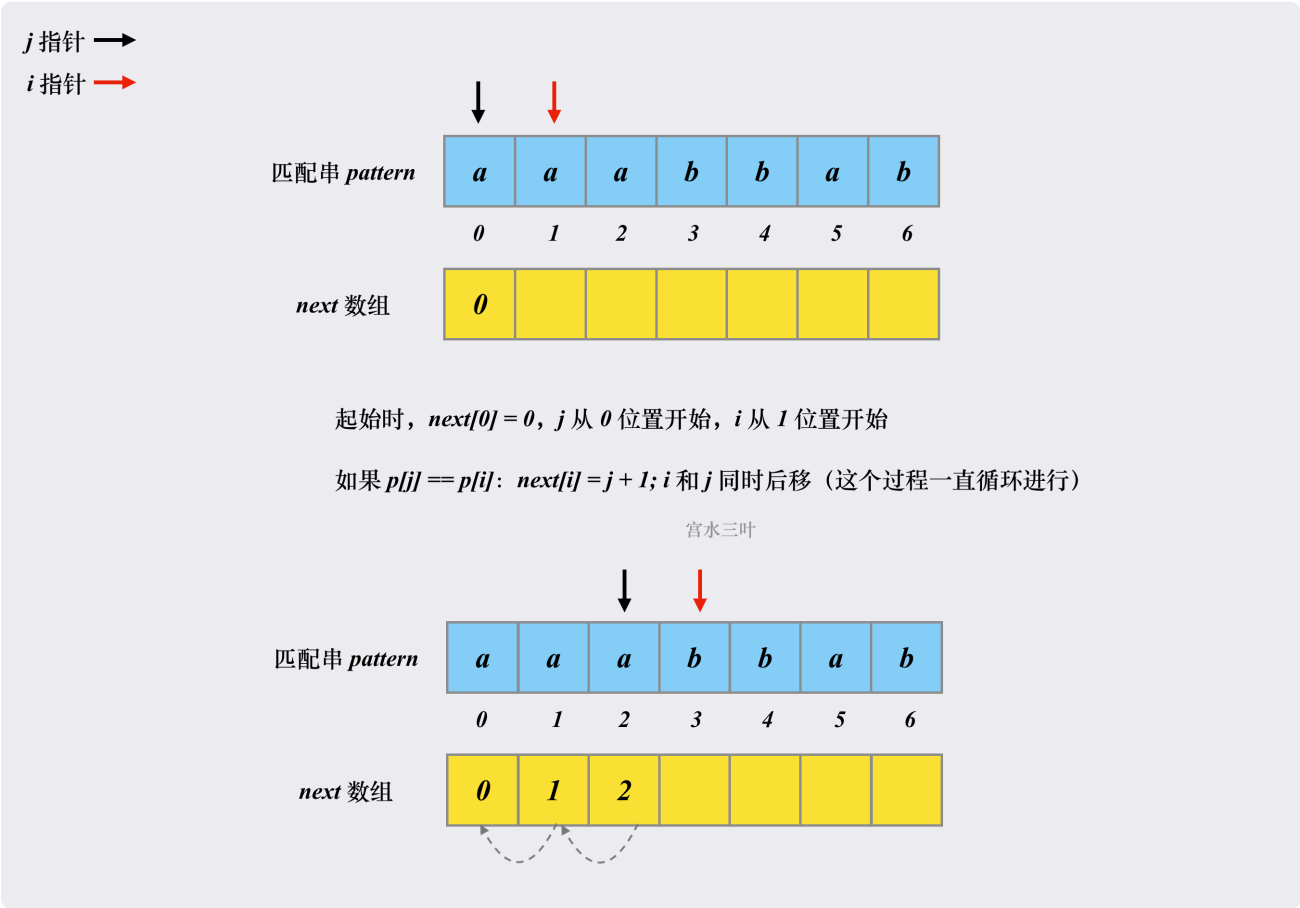 j 指针
i 指针
匹配串 pattern a a a b b a b
0 1 2 3 4 5 6
next 数组 0
起始时，next[0] = 0，j 从 0 位置开始，i 从 1 位置开始
如果 p[j] == p[i]：next[i] = j + 1; i 和 j 同时后移（这个过程一直循环进行）
宫水三叶
匹配串 pattern a a a b b a b
0 1 2 3 4 5 6
next 数组 0 1 2